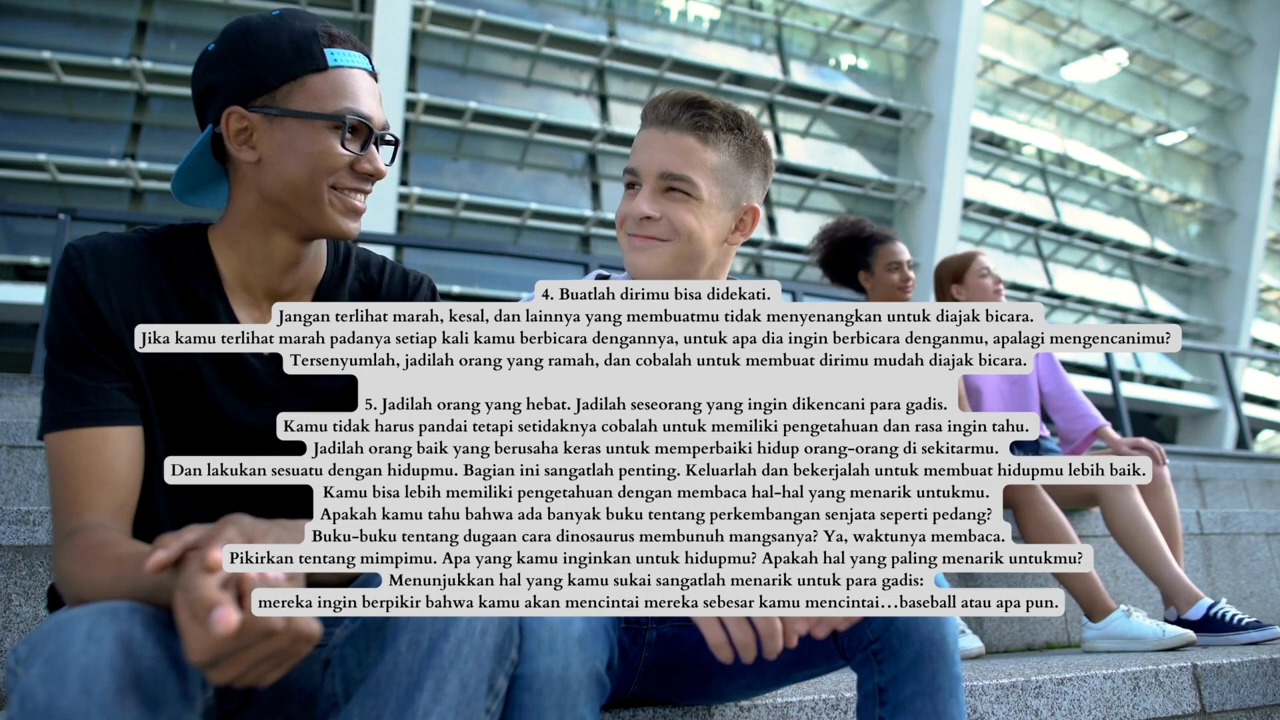 4. Buatlah dirimu bisa didekati.
Jangan terlihat marah, kesal, dan lainnya yang membuatmu tidak menyenangkan untuk diajak bicara.
Jika kamu terlihat marah padanya setiap kali kamu berbicara dengannya, untuk apa dia ingin berbicara denganmu, apalagi mengencanimu?
Tersenyumlah, jadilah orang yang ramah, dan cobalah untuk membuat dirimu mudah diajak bicara.
5. Jadilah orang yang hebat. Jadilah seseorang yang ingin dikencani para gadis.
Kamu tidak harus pandai tetapi setidaknya cobalah untuk memiliki pengetahuan dan rasa ingin tahu.
Jadilah orang baik yang berusaha keras untuk memperbaiki hidup orang-orang di sekitarmu.
Dan lakukan sesuatu dengan hidupmu. Bagian ini sangatlah penting. Keluarlah dan bekerjalah untuk membuat hidupmu lebih baik.
Kamu bisa lebih memiliki pengetahuan dengan membaca hal-hal yang menarik untukmu.
Apakah kamu tahu bahwa ada banyak buku tentang perkembangan senjata seperti pedang?
Buku-buku tentang dugaan cara dinosaurus membunuh mangsanya? Ya, waktunya membaca.
Pikirkan tentang mimpimu. Apa yang kamu inginkan untuk hidupmu? Apakah hal yang paling menarik untukmu?
Menunjukkan hal yang kamu sukai sangatlah menarik untuk para gadis:
mereka ingin berpikir bahwa kamu akan mencintai mereka sebesar kamu mencintai...baseball atau apa pun.